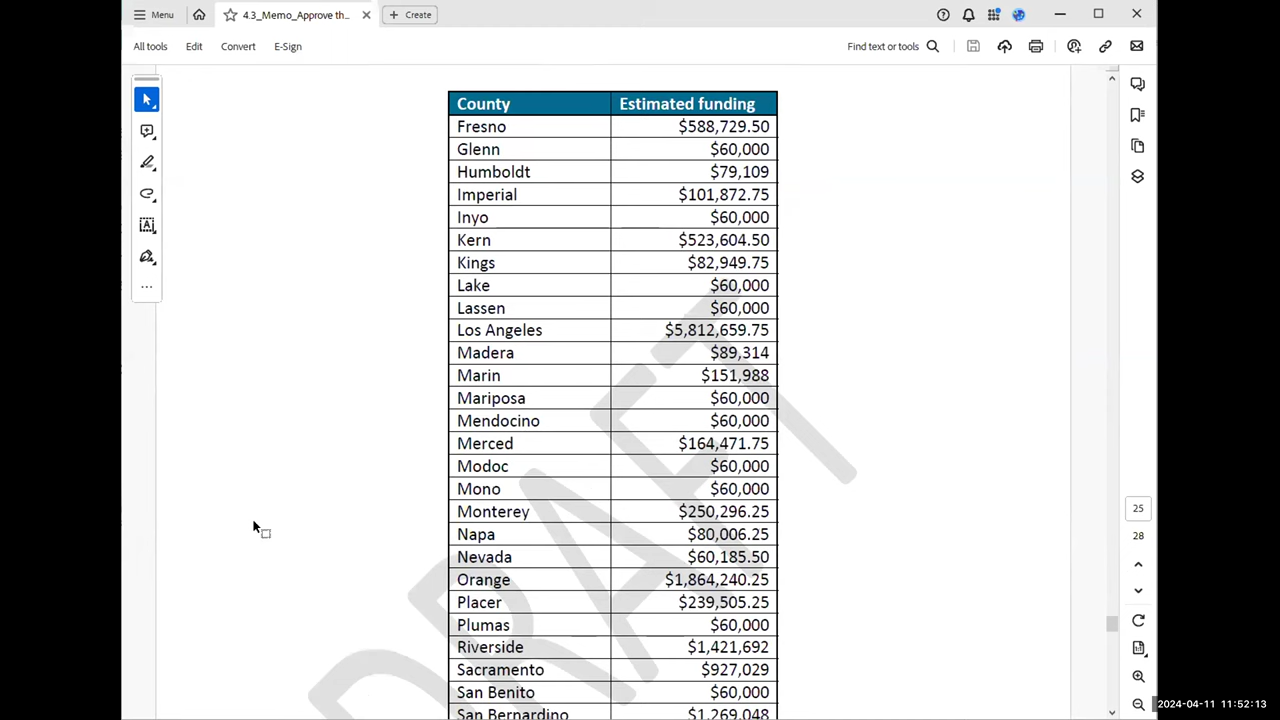 Menu
4.3_Memo_Approve th...
Create
All tools
Edit
Convert
E-Sign
Find text or tools
County Estimated funding
Fresno $588,729.50
Glenn $60,000
Humboldt $79,109
Imperial $101,872.75
Inyo $60,000
Kern $523,604.50
Kings $82,949.75
Lake $60,000
Lassen $60,000
Los Angeles $5,812,659.75
Madera $89,314
Marin $151,988
Mariposa $60,000
Mendocino $60,000
Merced $164,471.75
Modoc $60,000
Mono $60,000
Monterey $250,296.25
Napa $80,006.25
Nevada $60,185.50
Orange $1,864,240.25
Placer $239,505.25
Plumas $60,000
Riverside $1,421,692
Sacramento $927,029
San Benito $60,000
San Bernardino $1,269,048
DRAFT
25
28
2024-04-11 11:52:13